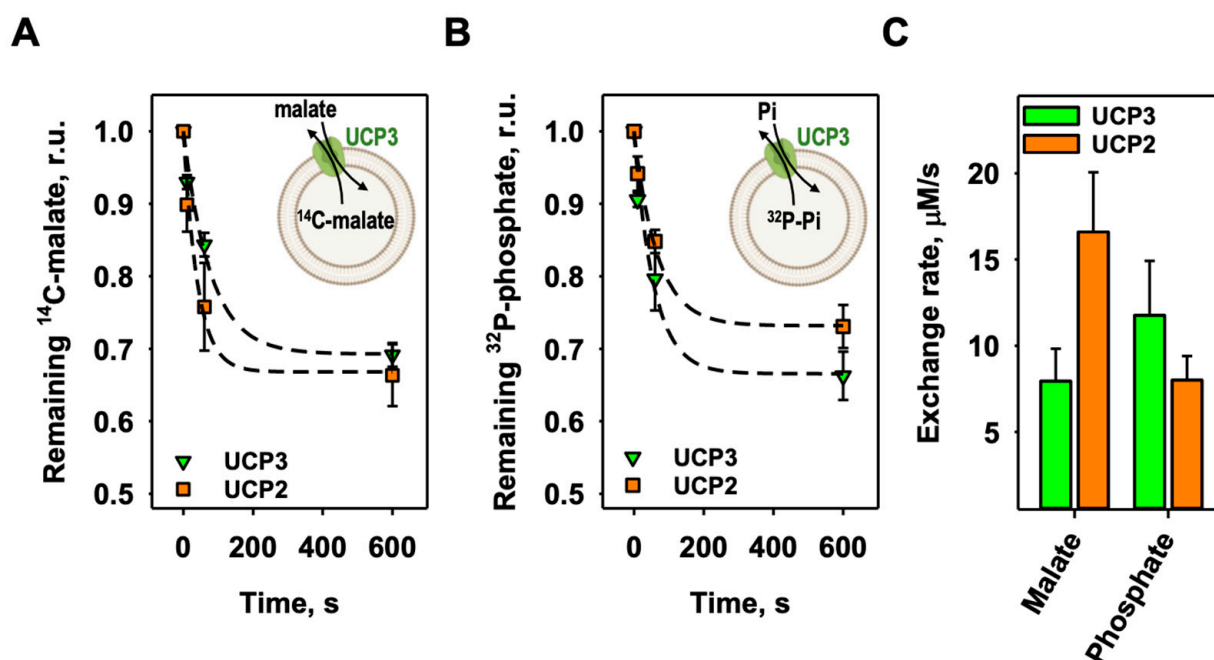 A
Remaining ¹⁴C-malate, r.u.
1.0
0.9
0.8
0.7
0.6
0.5
malate
UCP3
¹⁴C-malate
UCP3
UCP2
0 200 400 600
Time, s
B
Remaining ³²P-phosphate, r.u.
1.0
0.9
0.8
0.7
0.6
0.5
Pi
UCP3
³²P-Pi
UCP3
UCP2
0 200 400 600
Time, s
C
UCP3
UCP2
Exchange rate, μM/s
20
15
10
5
Malate
Phosphate